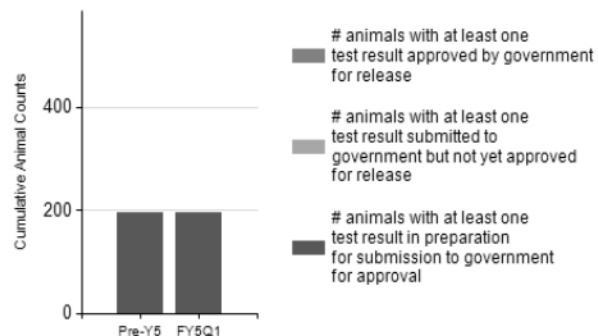 Cumulative Animal Counts
400
200
0
Pre-Y5 FY5Q1
# animals with at least one
test result approved by government
for release
# animals with at least one
test result submitted to
government but not yet approved
for release
# animals with at least one
test result in preparation
for submission to government
for approval